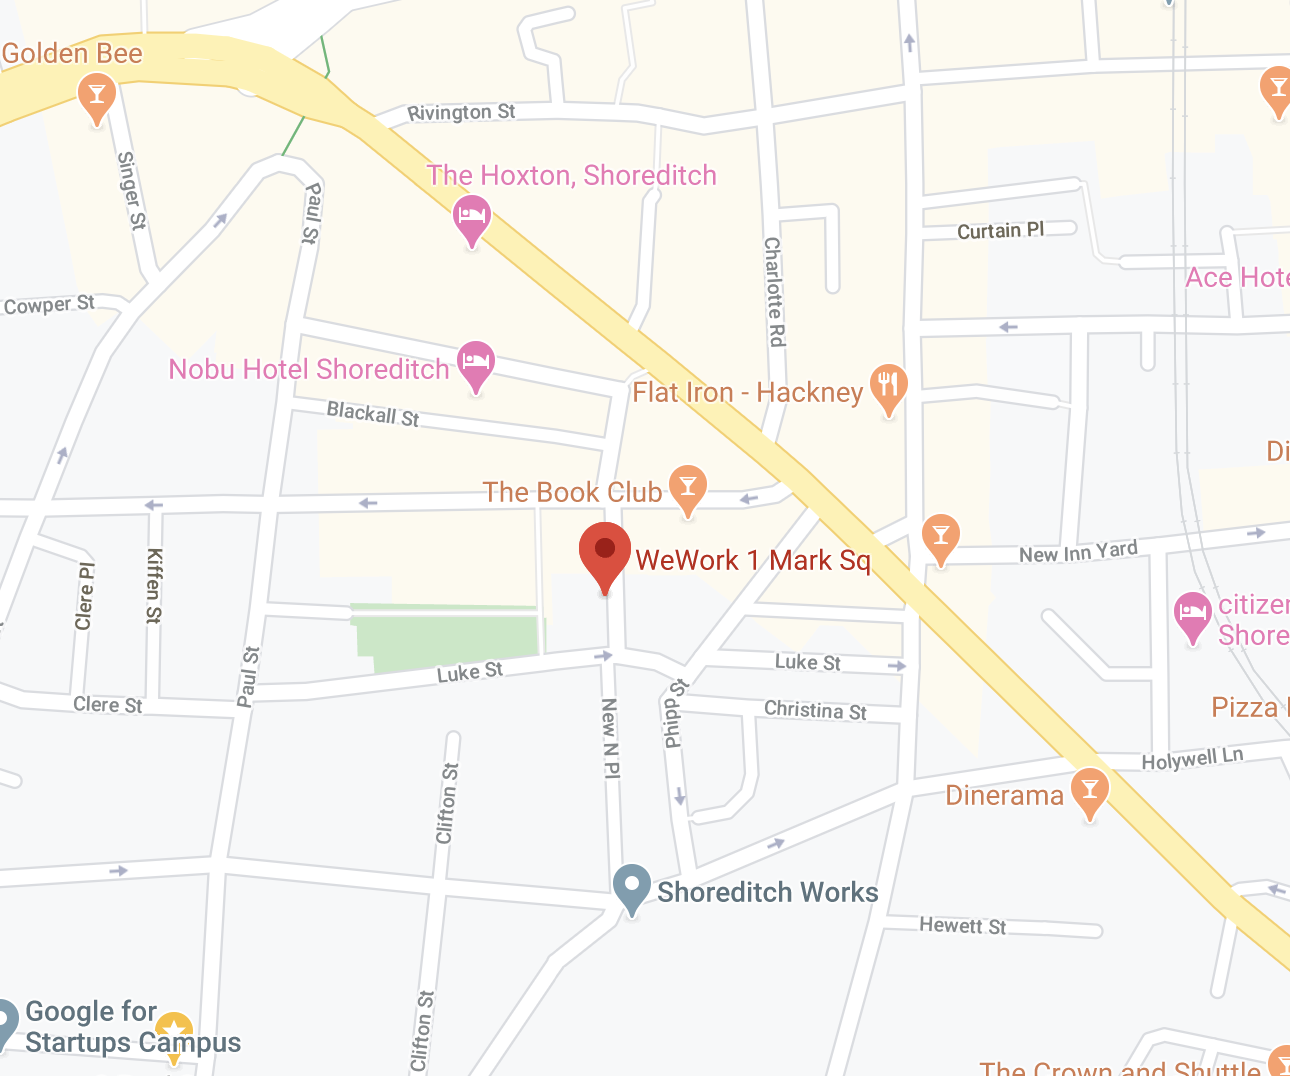 Golden Bee
Rivington St
Singer St
The Hoxton, Shoreditch
Paul St
Curtain Pl
Charlotte Rd
Ace Hote
Cowper St
Nobu Hotel Shoreditch
Flat Iron - Hackney
Blackall St
Di
The Book Club
WeWork 1 Mark Sq
New Inn Yard
Kiffen St
Clere Pl
citizen
Shore
Luke St
Luke St
Paul St
Clere St
Phipp St
Christina St
Pizza
New N Pl
Holywell Ln
Clifton St
Dinerama
Shoreditch Works
Hewett St
Google for
Startups Campus
Clifton St
The Crown and Shuttle